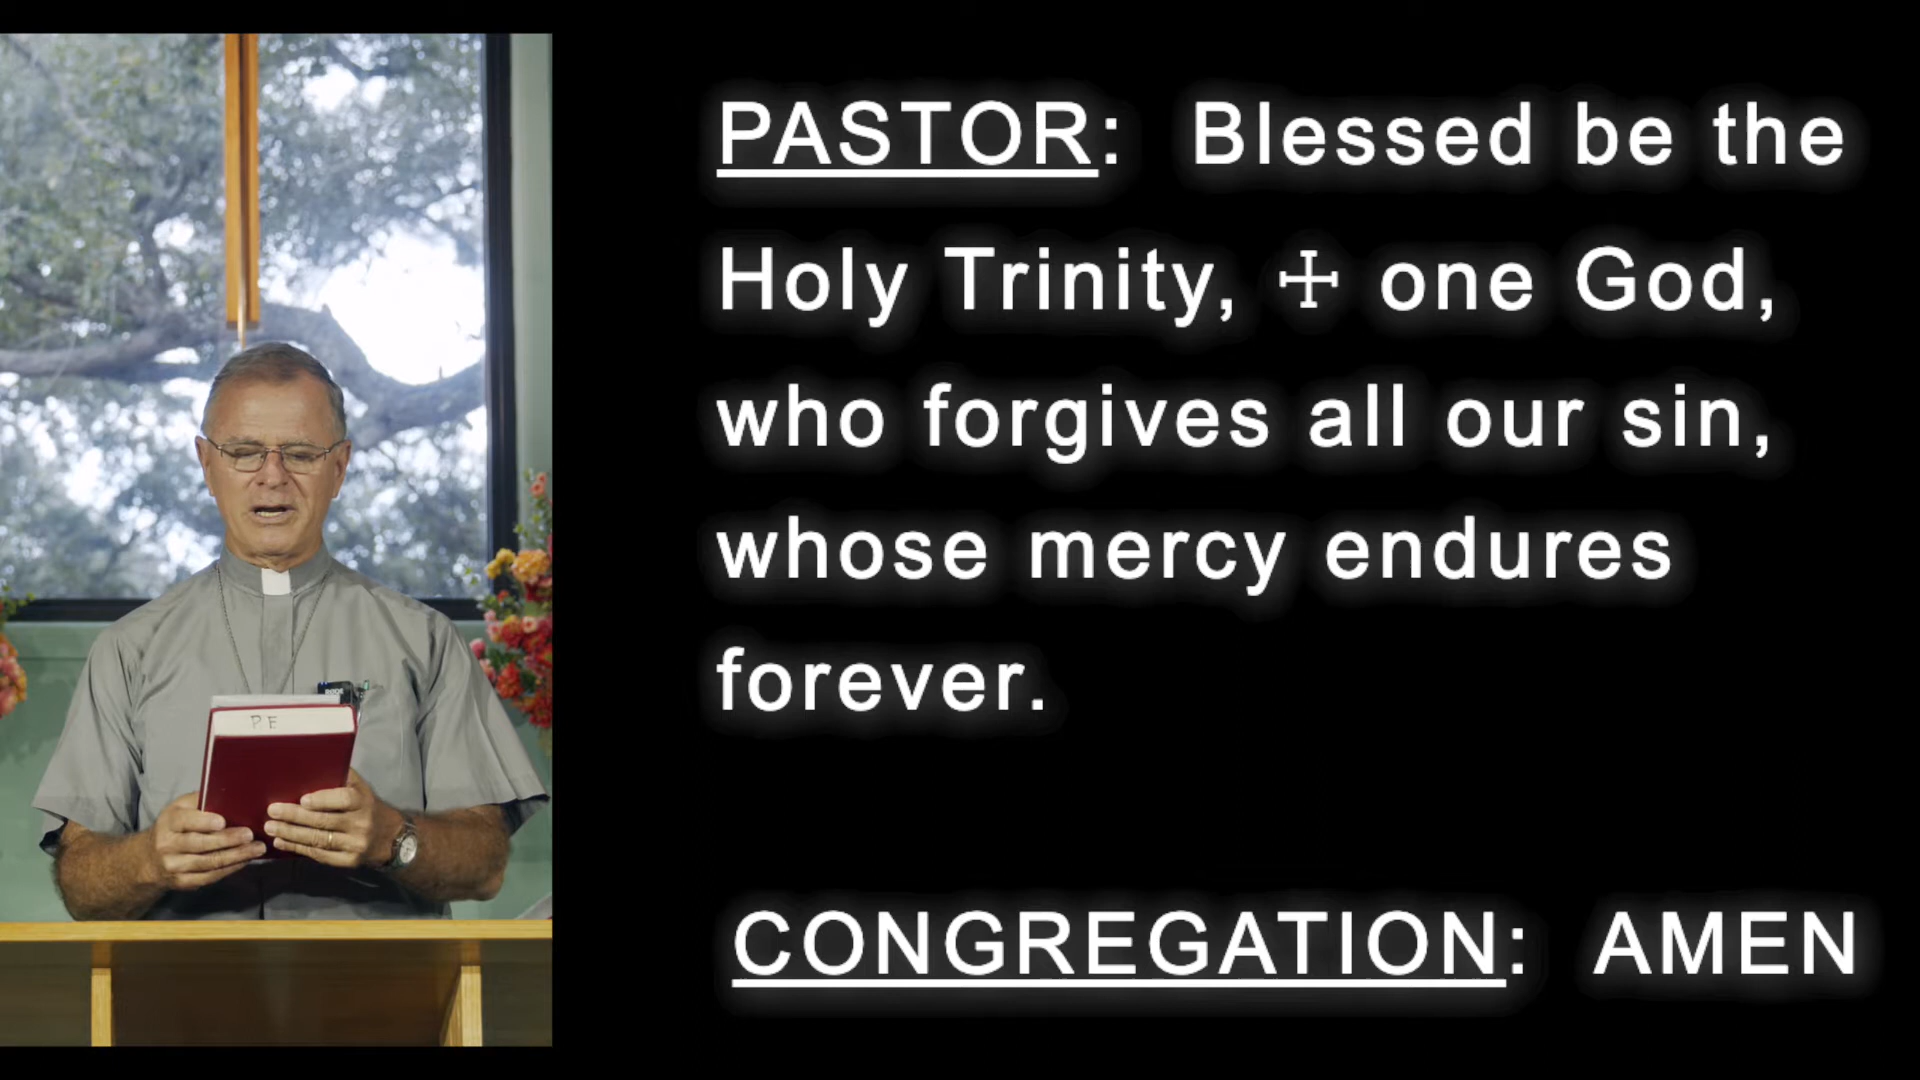 PASTOR: Blessed be the
Holy Trinity, ☩ one God,
who forgives all our sin,
whose mercy endures
forever.
CONGREGATION: AMEN
P E